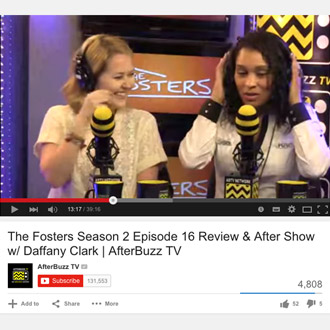 THE
FOSTERS
TV
13:17 / 39:16
The Fosters Season 2 Episode 16 Review & After Show
w/ Daffany Clark | AfterBuzz TV
AfterBuzz TV
Subscribe 131,553
4,808
Add to Share More
52 5